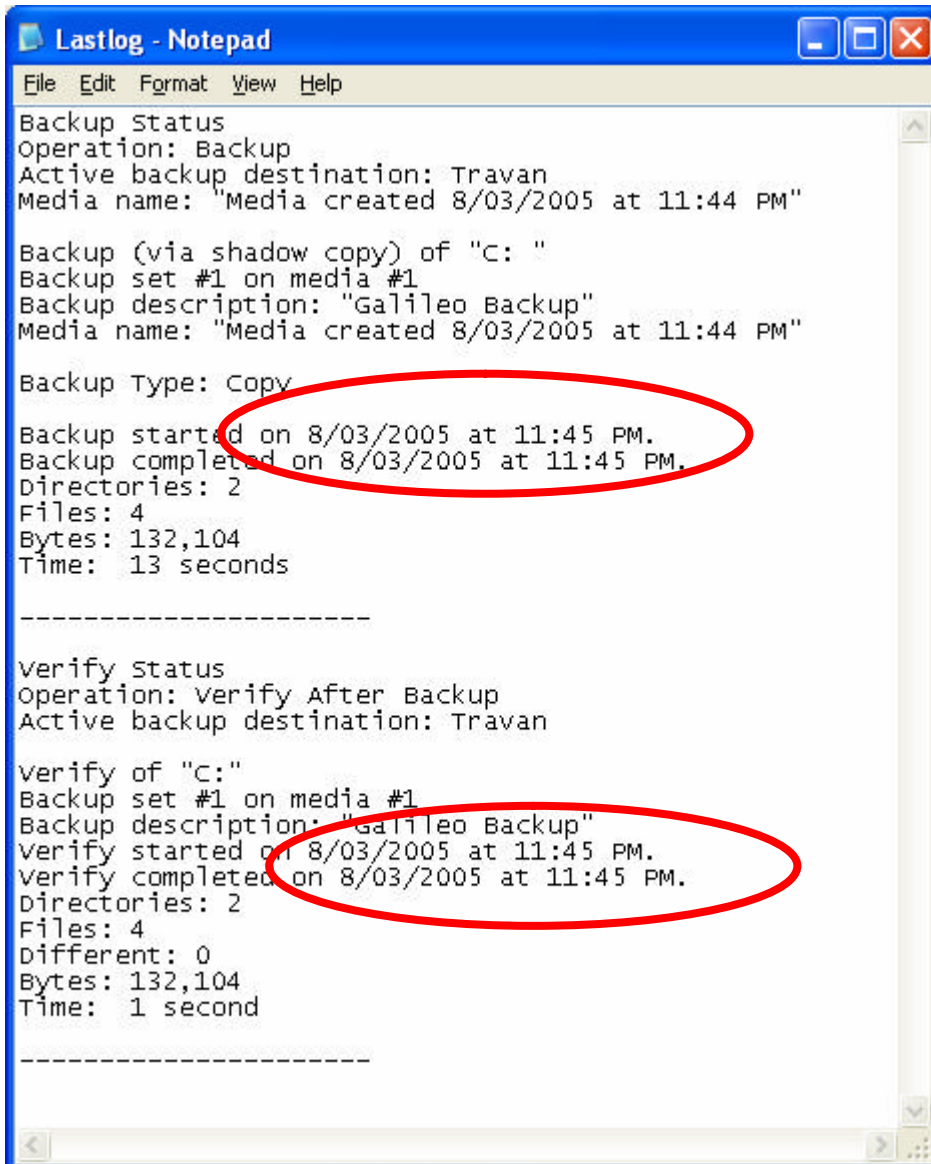 Lastlog - Notepad
File Edit Format View Help
Backup Status
Operation: Backup
Active backup destination: Travan
Media name: "Media created 8/03/2005 at 11:44 PM"
Backup (via shadow copy) of "C: "
Backup set #1 on media #1
Backup description: "Galileo Backup"
Media name: "Media created 8/03/2005 at 11:44 PM"
Backup Type: Copy
Backup started on 8/03/2005 at 11:45 PM.
Backup completed on 8/03/2005 at 11:45 PM.
Directories: 2
Files: 4
Bytes: 132,104
Time:  13 seconds
----------------------
Verify Status
Operation: Verify After Backup
Active backup destination: Travan
Verify of "C:"
Backup set #1 on media #1
Backup description: "Galileo Backup"
Verify started on 8/03/2005 at 11:45 PM.
Verify completed on 8/03/2005 at 11:45 PM.
Directories: 2
Files: 4
Different: 0
Bytes: 132,104
Time:  1 second
----------------------